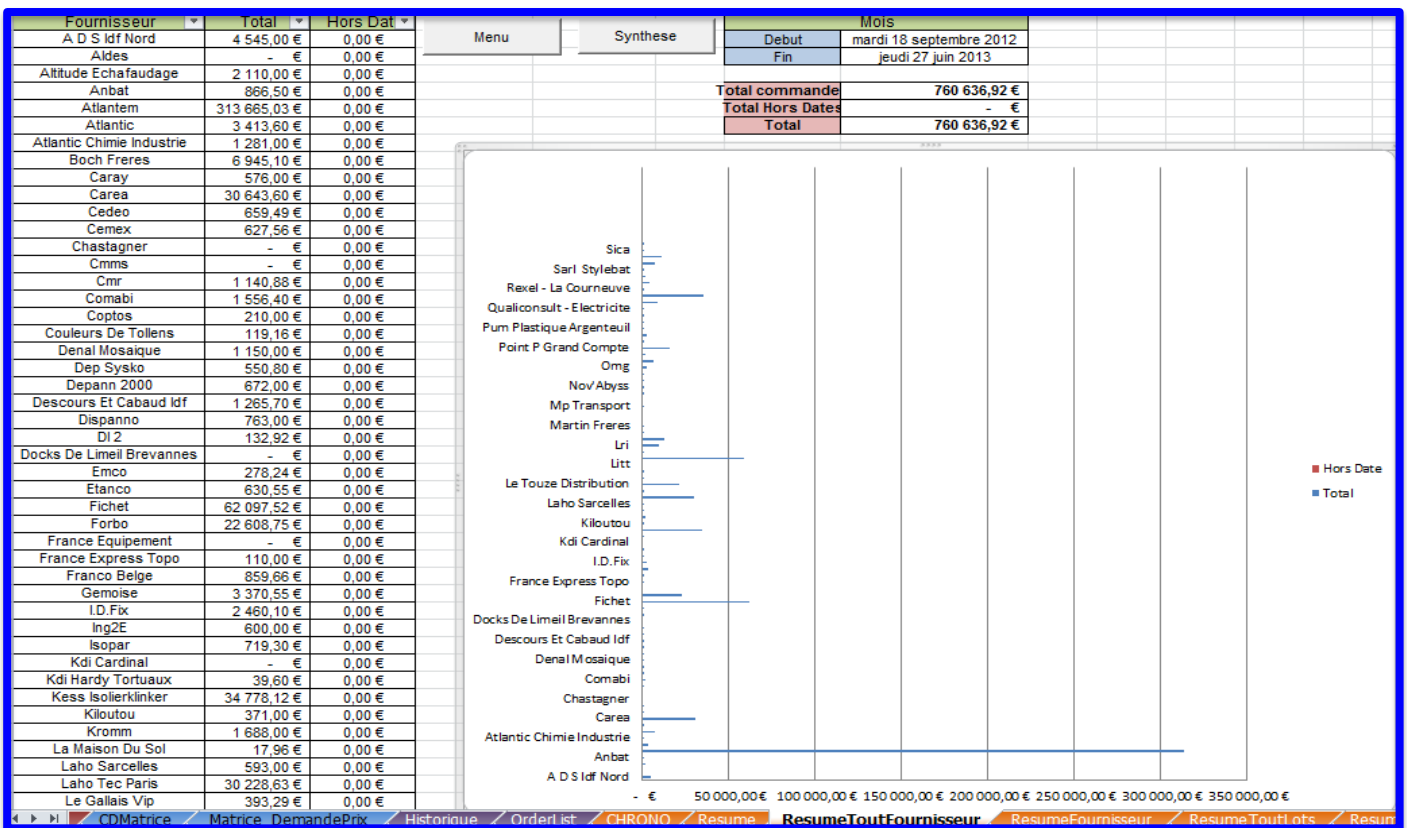 Fournisseur Total Hors Dat
A D S Idf Nord 4 545,00 € 0,00 €
Aldes - € 0,00 €
Altitude Echafaudage 2 110,00 € 0,00 €
Anbat 866,50 € 0,00 €
Atlantem 313 665,03 € 0,00 €
Atlantic 3 413,60 € 0,00 €
Atlantic Chimie Industrie 1 281,00 € 0,00 €
Boch Freres 6 945,10 € 0,00 €
Caray 576,00 € 0,00 €
Carea 30 643,60 € 0,00 €
Cedeo 659,49 € 0,00 €
Cemex 627,56 € 0,00 €
Chastagner - € 0,00 €
Cmms - € 0,00 €
Cmr 1 140,88 € 0,00 €
Comabi 1 556,40 € 0,00 €
Coptos 210,00 € 0,00 €
Couleurs De Tollens 119,16 € 0,00 €
Denal Mosaique 1 150,00 € 0,00 €
Dep Sysko 550,80 € 0,00 €
Depann 2000 672,00 € 0,00 €
Descours Et Cabaud Idf 1 265,70 € 0,00 €
Dispanno 763,00 € 0,00 €
Dl 2 132,92 € 0,00 €
Docks De Limeil Brevannes - € 0,00 €
Emco 278,24 € 0,00 €
Etanco 630,55 € 0,00 €
Fichet 62 097,52 € 0,00 €
Forbo 22 608,75 € 0,00 €
France Equipement - € 0,00 €
France Express Topo 110,00 € 0,00 €
Franco Belge 859,66 € 0,00 €
Gemoise 3 370,55 € 0,00 €
I.D.Fix 2 460,10 € 0,00 €
Ing2E 600,00 € 0,00 €
Isopar 719,30 € 0,00 €
Kdi Cardinal - € 0,00 €
Kdi Hardy Tortuaux 39,60 € 0,00 €
Kess Isolierklinker 34 778,12 € 0,00 €
Kiloutou 371,00 € 0,00 €
Kromm 1 688,00 € 0,00 €
La Maison Du Sol 17,96 € 0,00 €
Laho Sarcelles 593,00 € 0,00 €
Laho Tec Paris 30 228,63 € 0,00 €
Le Gallais Vip 393,29 € 0,00 €
Menu
Synthese
Mois
Debut mardi 18 septembre 2012
Fin jeudi 27 juin 2013
Total commande 760 636,92 €
Total Hors Dates - €
Total 760 636,92 €
Sica
Sarl Stylebat
Rexel - La Courneuve
Qualiconsult - Electricite
Pum Plastique Argenteuil
Point P Grand Compte
Omg
Nov'Abyss
Mp Transport
Martin Freres
Lri
Litt
Le Touze Distribution
Laho Sarcelles
Kiloutou
Kdi Cardinal
I.D.Fix
France Express Topo
Fichet
Docks De Limeil Brevannes
Descours Et Cabaud Idf
Denal Mosaique
Comabi
Chastagner
Carea
Atlantic Chimie Industrie
Anbat
A D S Idf Nord
- € 50 000,00 € 100 000,00 € 150 000,00 € 200 000,00 € 250 000,00 € 300 000,00 € 350 000,00 €
Hors Date
Total
CDMatrice Matrice_DemandePrix Historique OrderList CHRONO Resume ResumeToutFournisseur ResumeFournisseur ResumeToutLots Resum